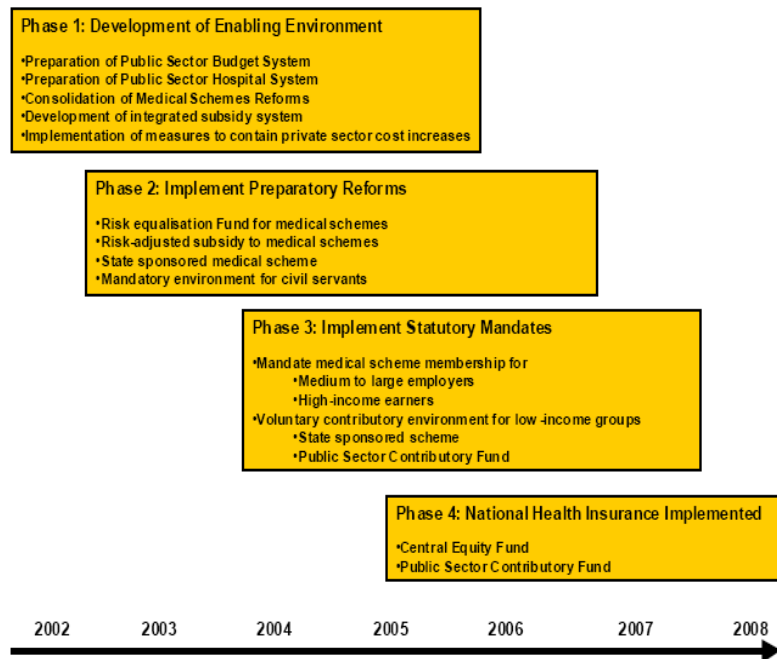 Phase 1: Development of Enabling Environment
•Preparation of Public Sector Budget System
•Preparation of Public Sector Hospital System
•Consolidation of Medical Schemes Reforms
•Development of integrated subsidy system
•Implementation of measures to contain private sector cost increases
Phase 2: Implement Preparatory Reforms
•Risk equalisation Fund for medical schemes
•Risk-adjusted subsidy to medical schemes
•State sponsored medical scheme
•Mandatory environment for civil servants
Phase 3: Implement Statutory Mandates
•Mandate medical scheme membership for
•Medium to large employers
•High-income earners
•Voluntary contributory environment for low -income groups
•State sponsored scheme
•Public Sector Contributory Fund
Phase 4: National Health Insurance Implemented
•Central Equity Fund
•Public Sector Contributory Fund
2002 2003 2004 2005 2006 2007 2008